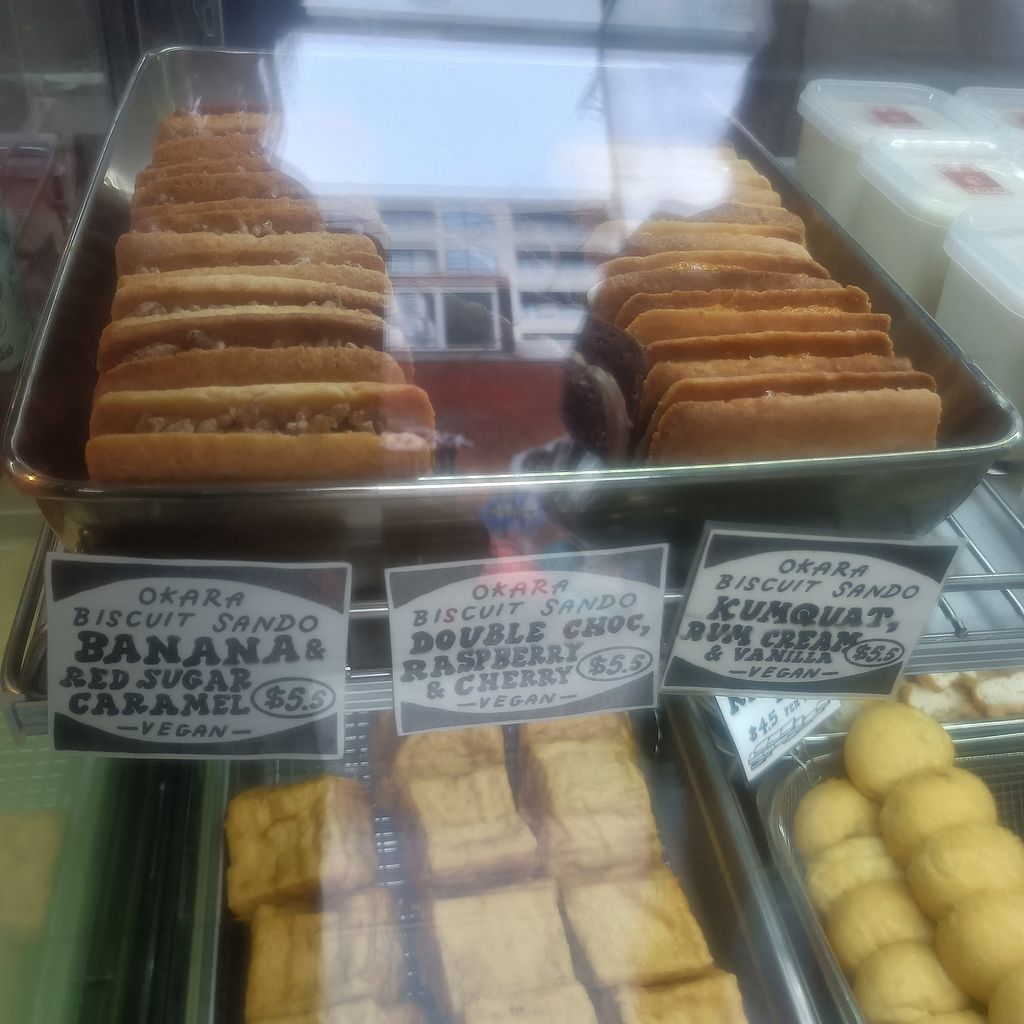 OKARA
BISCUIT SANDO
BANANA &
RED SUGAR
CARAMEL $5.5
—VEGAN—
OKARA
BISCUIT SANDO
DOUBLE CHOC,
RASPBERRY
& CHERRY $5.5
—VEGAN—
OKARA
BISCUIT SANDO
KUMQUAT,
RUM CREAM
& VANILLA $5.5
—VEGAN—
$4.5 PER